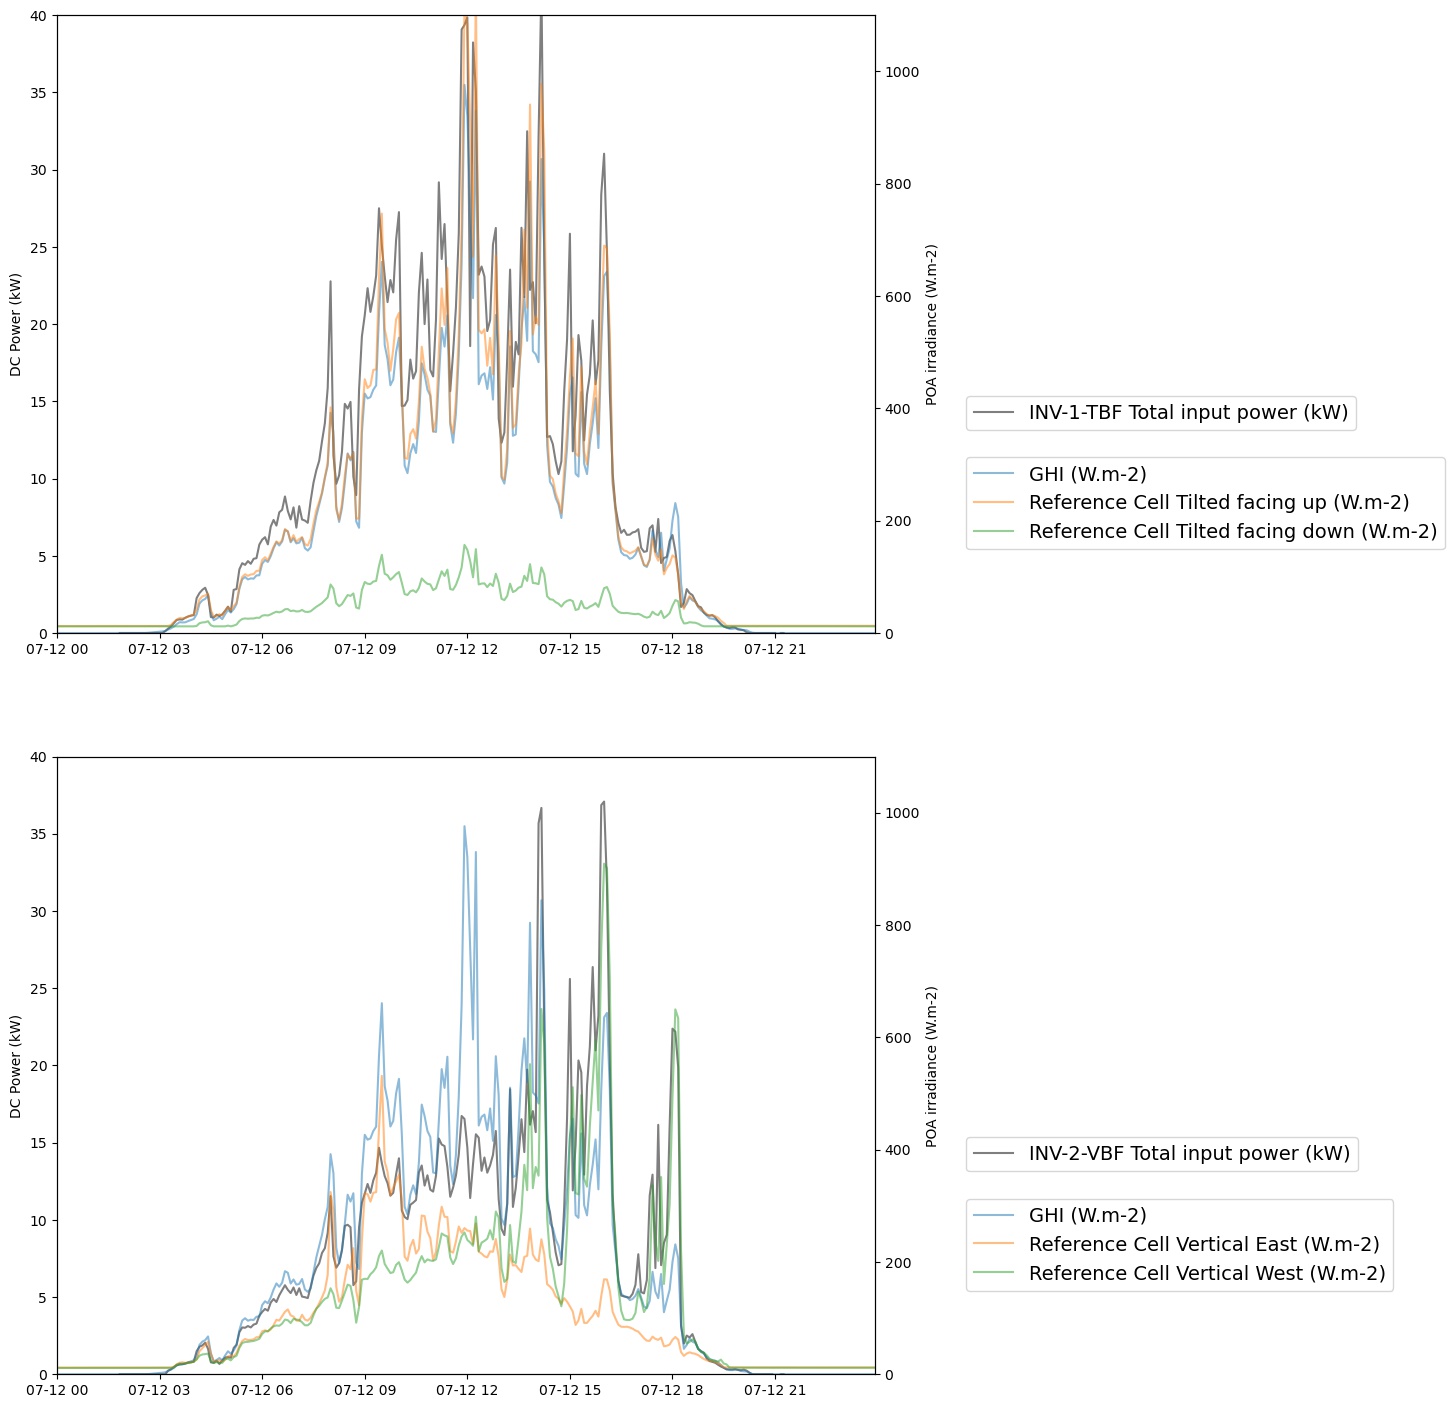 40
35
30
25
20
15
10
5
0
DC Power (kW)
1000
800
600
400
200
0
POA irradiance (W.m-2)
07-12 00 07-12 03 07-12 06 07-12 09 07-12 12 07-12 15 07-12 18 07-12 21
INV-1-TBF Total input power (kW)
GHI (W.m-2)
Reference Cell Tilted facing up (W.m-2)
Reference Cell Tilted facing down (W.m-2)
40
35
30
25
20
15
10
5
0
DC Power (kW)
1000
800
600
400
200
0
POA irradiance (W.m-2)
07-12 00 07-12 03 07-12 06 07-12 09 07-12 12 07-12 15 07-12 18 07-12 21
INV-2-VBF Total input power (kW)
GHI (W.m-2)
Reference Cell Vertical East (W.m-2)
Reference Cell Vertical West (W.m-2)